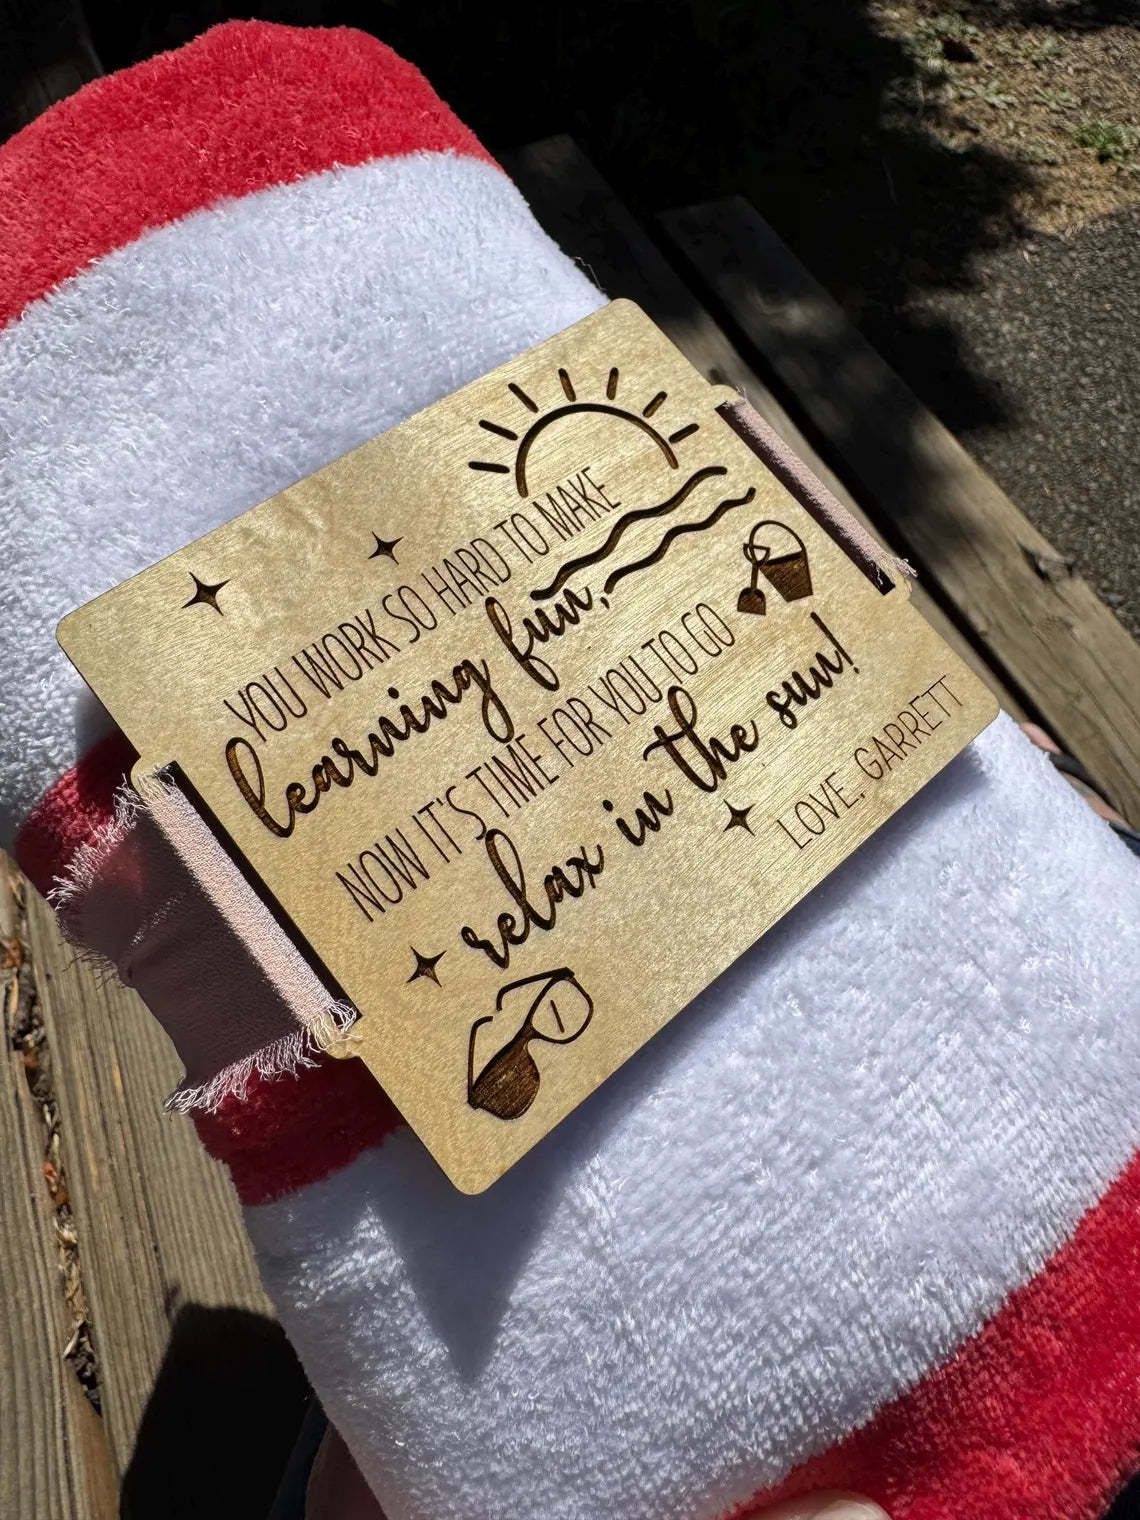 YOU WORK SO HARD TO MAKE
learning fun,
NOW IT'S TIME FOR YOU TO GO
relax in the sun!
LOVE, GARRETT